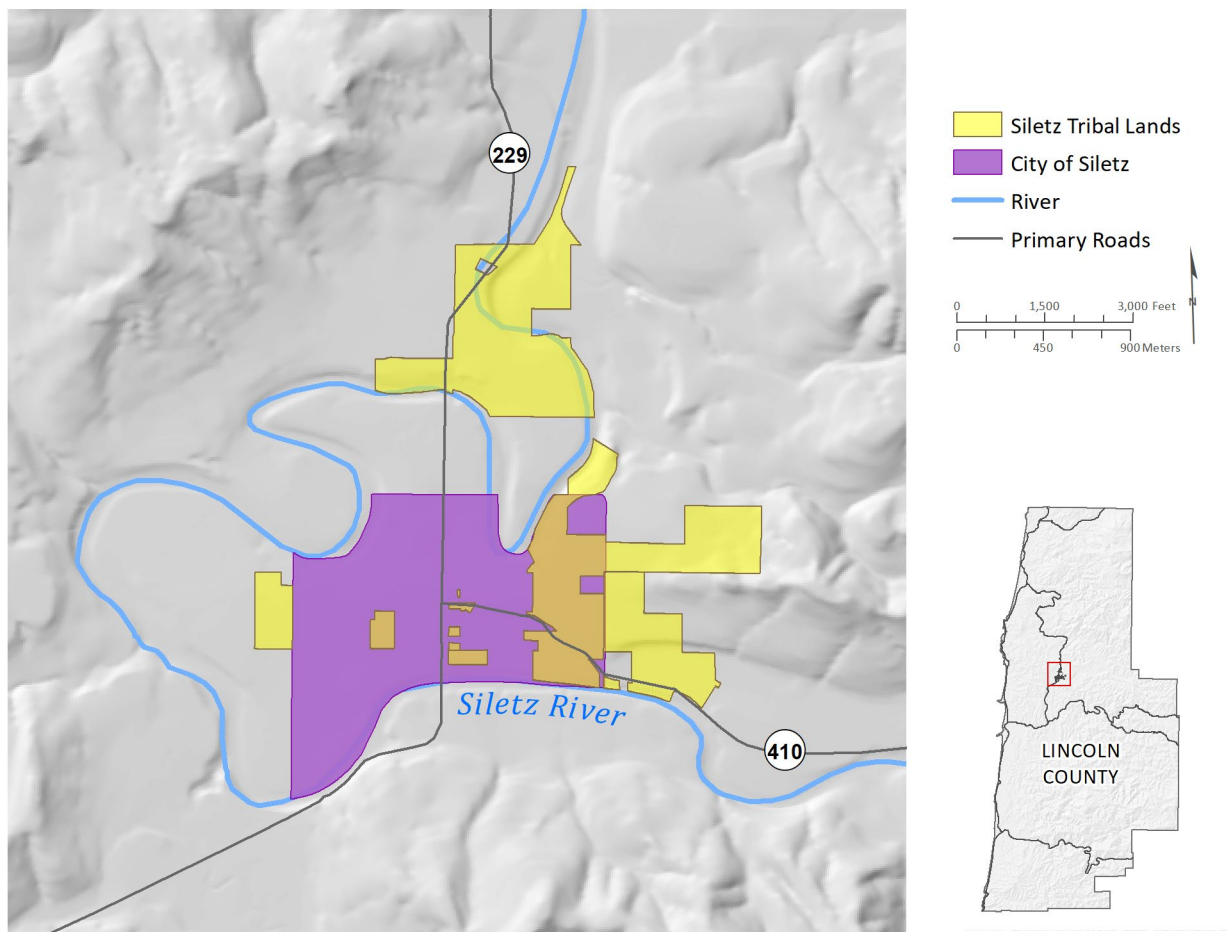 229
Siletz River
410
Siletz Tribal Lands
City of Siletz
River
Primary Roads
0 1,500 3,000 Feet
0 450 900 Meters
N
LINCOLN
COUNTY